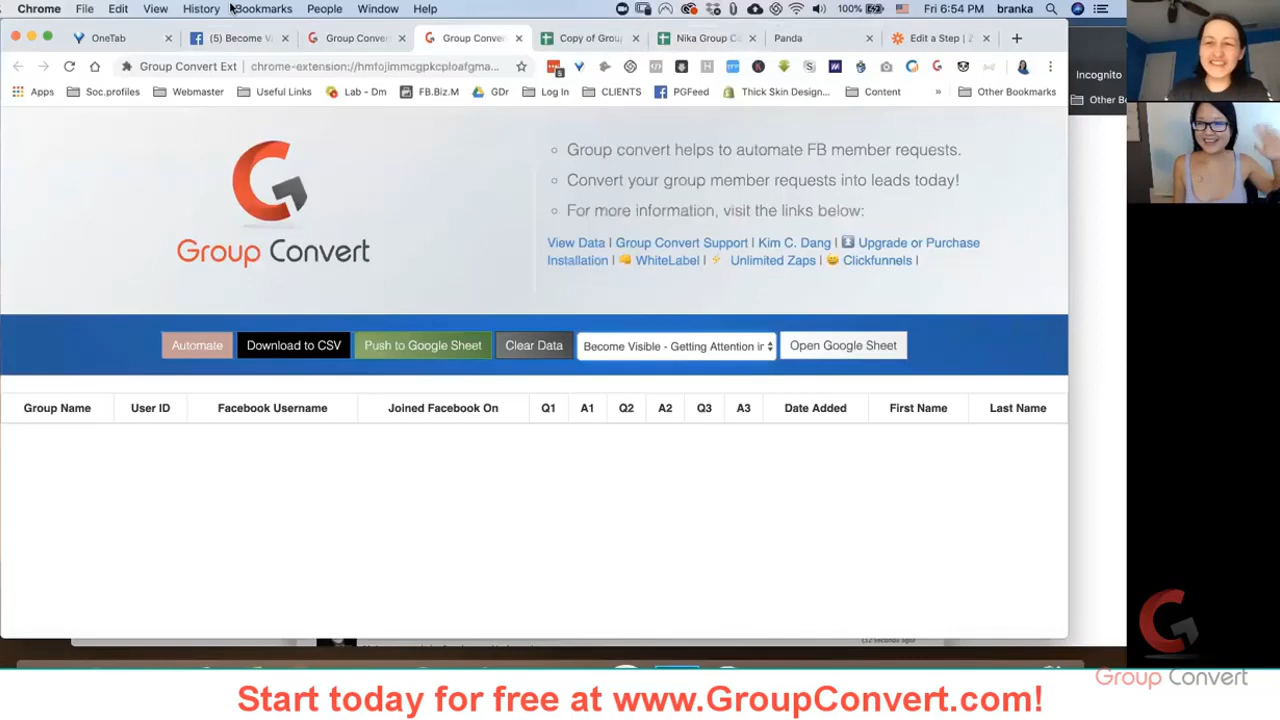 Chrome File Edit View History Bookmarks People Window Help 100% Fri 6:54 PM branka
OneTab (5) Become V Group Conver Group Conver Copy of Group Nika Group Co Panda Edit a Step | Z
Group Convert Ext chrome-extension://hmfojimmcgpkcploafgma...
Incognito
Apps Soc.profiles Webmaster Useful Links Lab - Dm FB.Biz.M GDr Log In CLIENTS PGFeed Thick Skin Design... Content » Other Bookmarks
Other B
Group Convert
Group convert helps to automate FB member requests.
Convert your group member requests into leads today!
For more information, visit the links below:
View Data | Group Convert Support | Kim C. Dang | Upgrade or Purchase
Installation | WhiteLabel | Unlimited Zaps | Clickfunnels |
Automate Download to CSV Push to Google Sheet Clear Data Become Visible - Getting Attention in Open Google Sheet
Group Name User ID Facebook Username Joined Facebook On Q1 A1 Q2 A2 Q3 A3 Date Added First Name Last Name
Group Convert
Start today for free at www.GroupConvert.com!